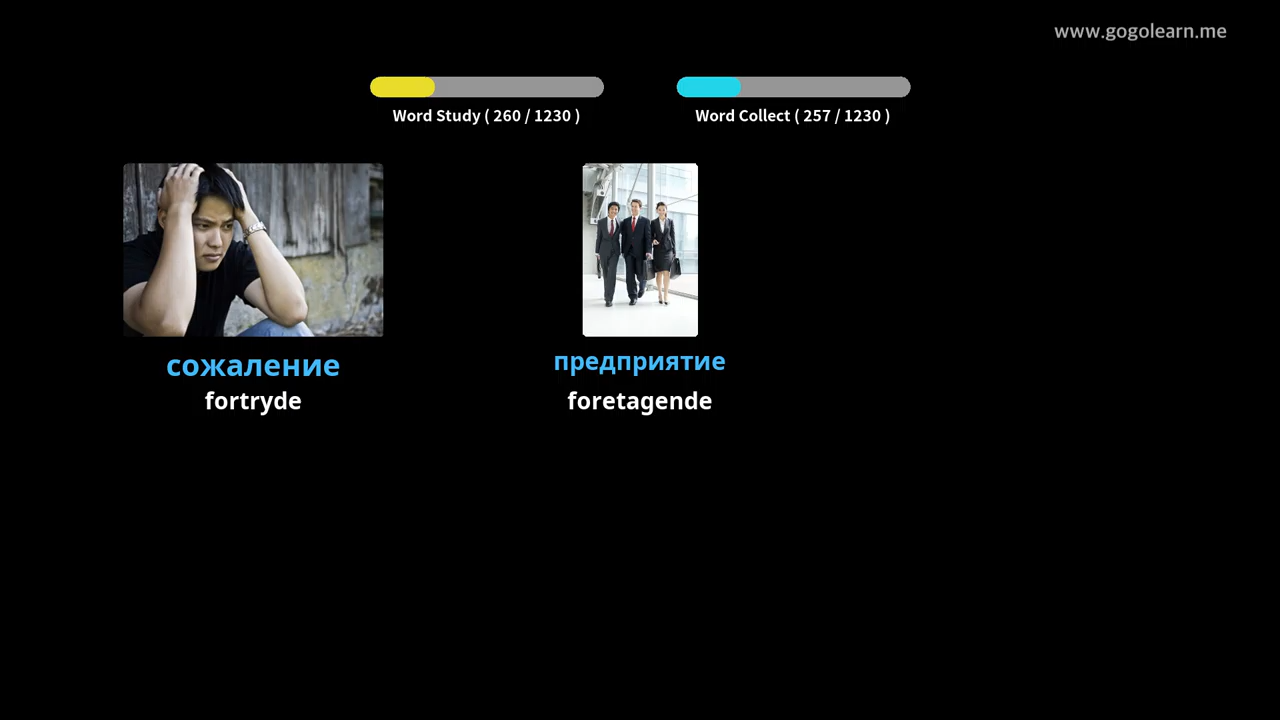 www.gogolearn.me
Word Study ( 260 / 1230 )
Word Collect ( 257 / 1230 )
сожаление
fortryde
предприятие
foretagende